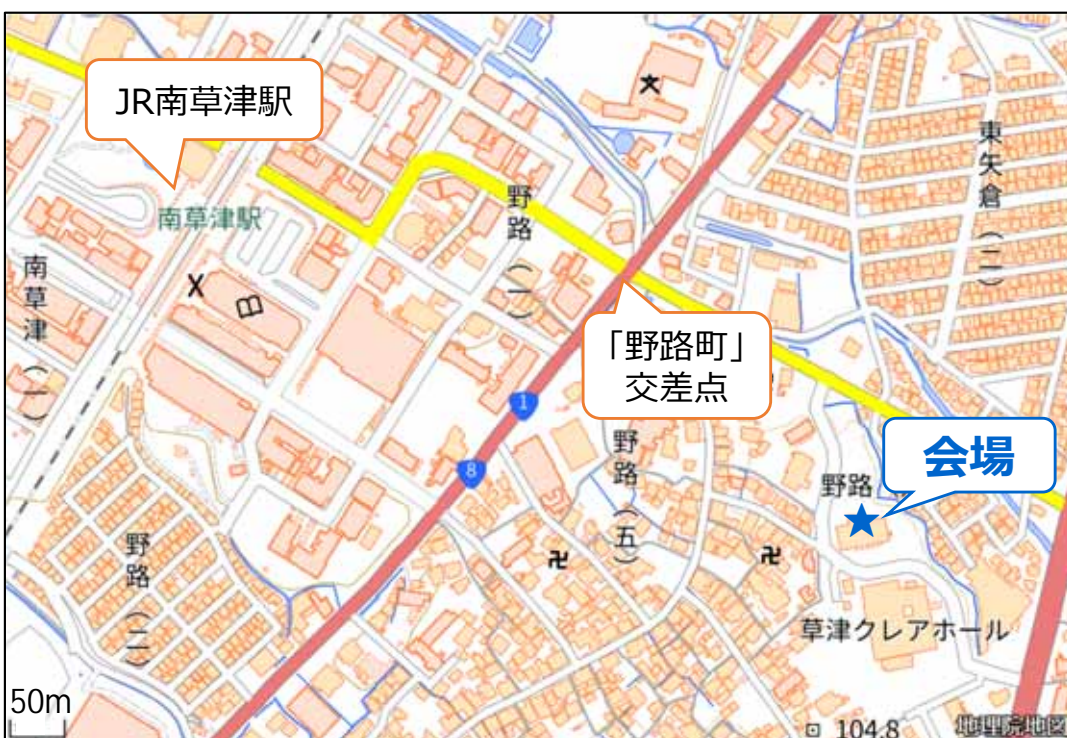 JR南草津駅
南草津駅
南草津（一）
野路（一）
東矢倉（二）
「野路町」
交差点
1
8
野路（五）
会場
野路
野路（二）
草津クレアホール
50m
104.8
地理院地図